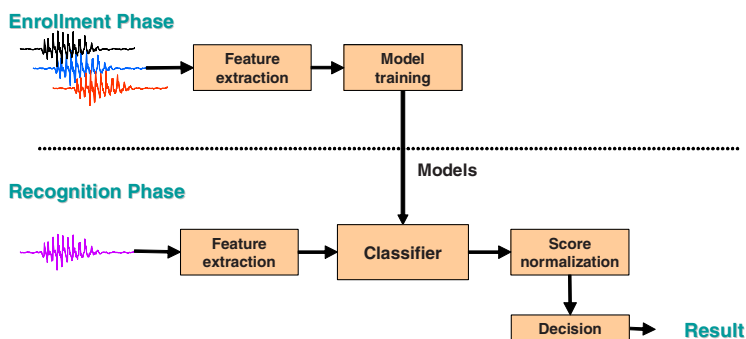 Enrollment Phase
Feature
extraction
Model
training
Models
Recognition Phase
Feature
extraction
Classifier
Score
normalization
Decision
Result